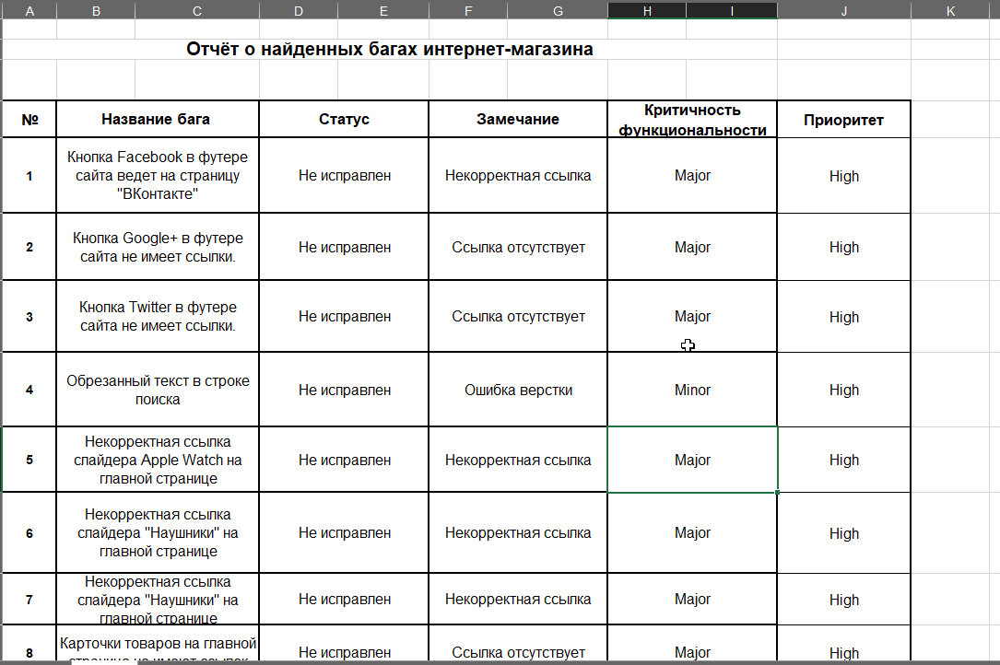 A B C D E F G H I J K
Отчёт о найденных багах интернет-магазина
№ Название бага Статус Замечание Критичность функциональности Приоритет
1 Кнопка Facebook в футере
сайта ведет на страницу
"ВКонтакте" Не исправлен Некорректная ссылка Major High
2 Кнопка Google+ в футере
сайта не имеет ссылки. Не исправлен Ссылка отсутствует Major High
3 Кнопка Twitter в футере
сайта не имеет ссылки. Не исправлен Ссылка отсутствует Major High
4 Обрезанный текст в строке
поиска Не исправлен Ошибка верстки Minor High
5 Некорректная ссылка
слайдера Apple Watch на
главной странице Не исправлен Некорректная ссылка Major High
6 Некорректная ссылка
слайдера "Наушники" на
главной странице Не исправлен Некорректная ссылка Major High
7 Некорректная ссылка
слайдера "Наушники" на
главной странице Не исправлен Некорректная ссылка Major High
8 Карточки товаров на главной
странице не имеют ссылок Не исправлен Ссылка отсутствует Major High